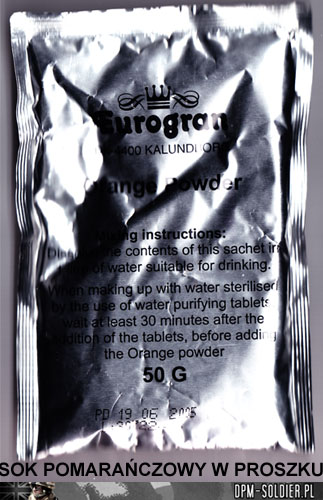 Eurogran
4400 KALUNDBORG
Orange Powder
Mixing instructions:
the contents of this sachet in
of water suitable for drinking.
When making up with water sterilised
by the use of water purifying tablets
wait at least 30 minutes after the
addition of the tablets, before adding
the Orange powder
50 G
PD 19 06 2005
SOK POMARAŃCZOWY W PROSZKU
DPM-SOLDIER.PL